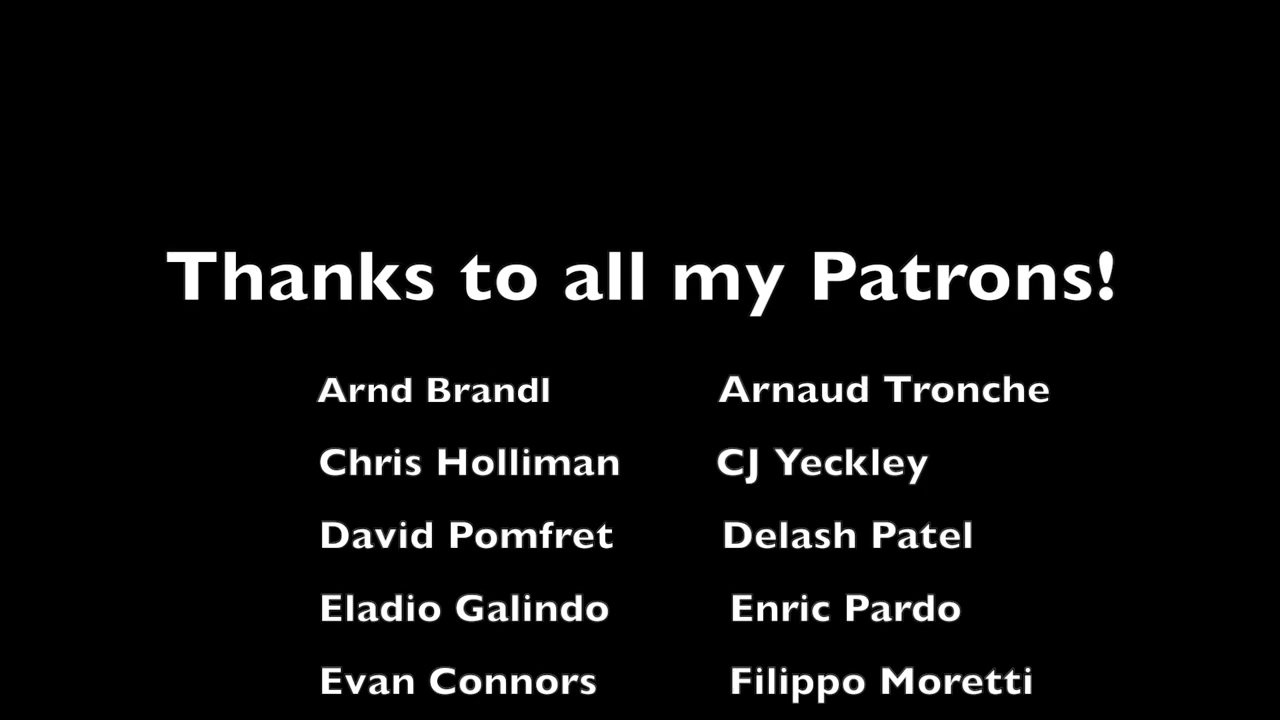 Thanks to all my Patrons!
Arnd Brandl Arnaud Tronche
Chris Holliman CJ Yeckley
David Pomfret Delash Patel
Eladio Galindo Enric Pardo
Evan Connors Filippo Moretti